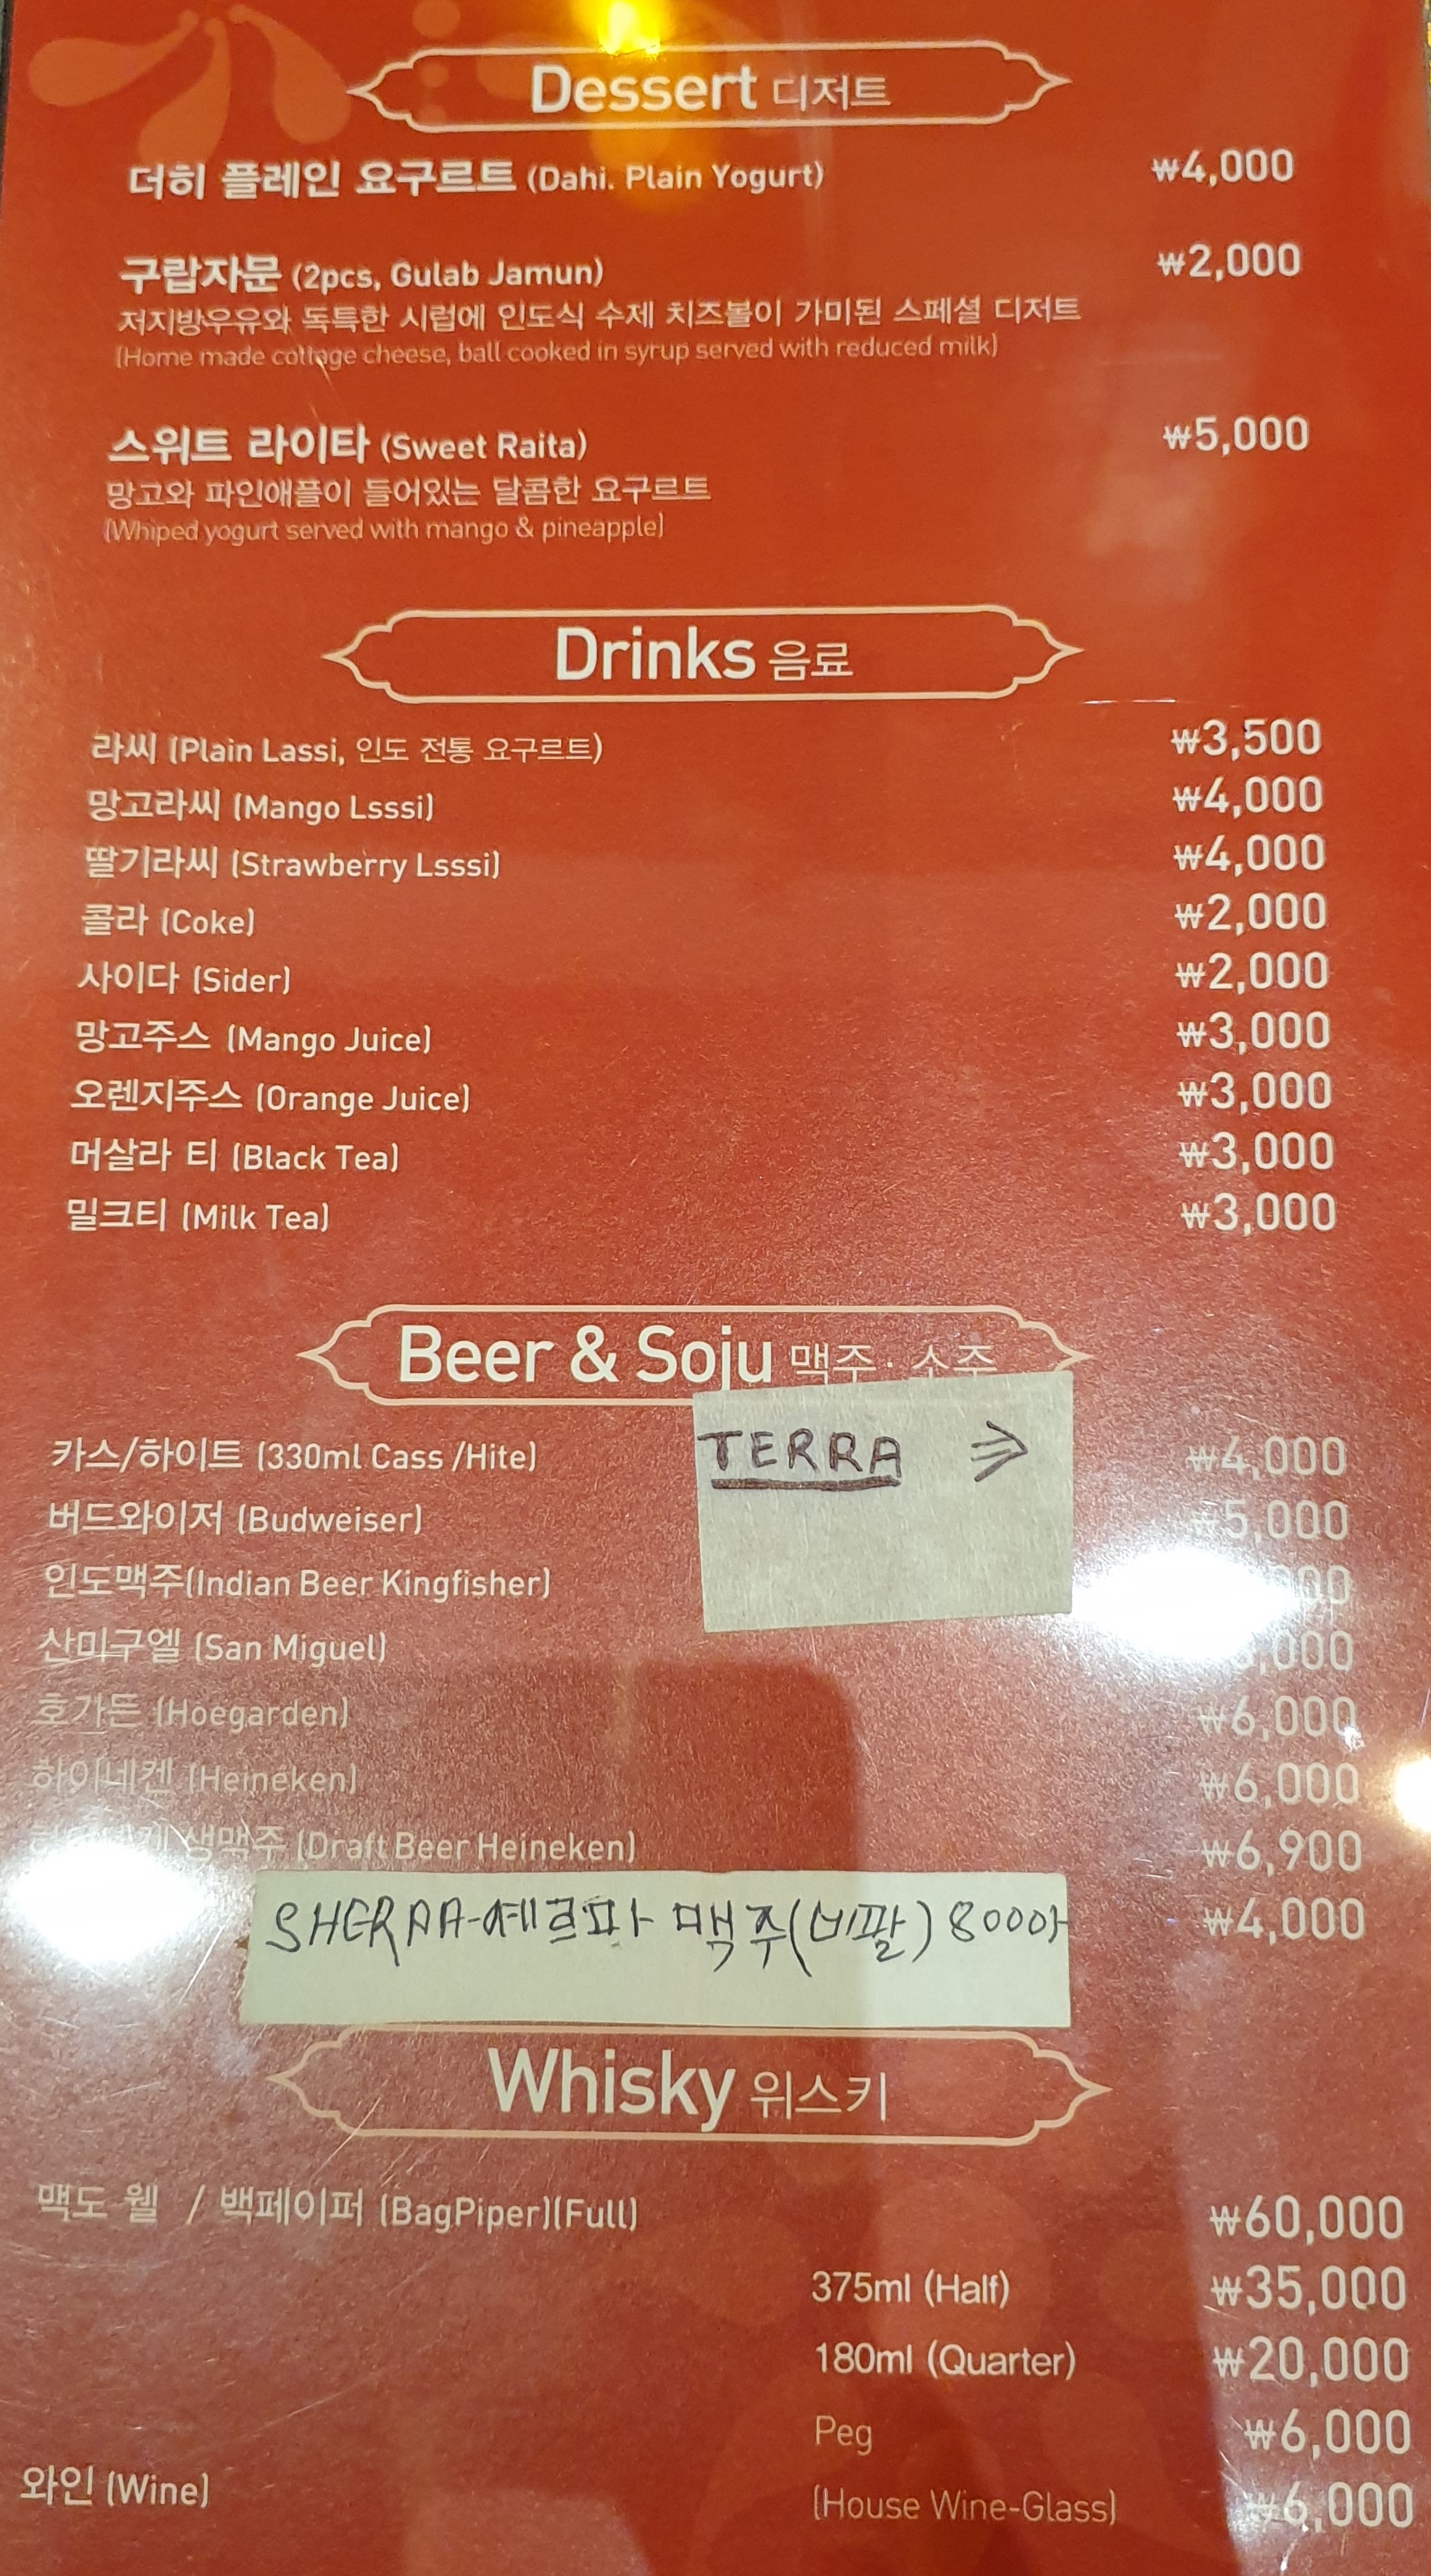 Dessert 디저트
더히 플레인 요구르트 (Dahi. Plain Yogurt) ₩4,000
구랍자문 (2pcs, Gulab Jamun) ₩2,000
저지방우유와 독특한 시럽에 인도식 수제 치즈볼이 가미된 스페셜 디저트
(Home made cottage cheese, ball cooked in syrup served with reduced milk)
스위트 라이타 (Sweet Raita) ₩5,000
망고와 파인애플이 들어있는 달콤한 요구르트
(Whiped yogurt served with mango & pineapple)
Drinks 음료
라씨 (Plain Lassi, 인도 전통 요구르트) ₩3,500
망고라씨 (Mango Lsssi) ₩4,000
딸기라씨 (Strawberry Lsssi) ₩4,000
콜라 (Coke) ₩2,000
사이다 (Sider) ₩2,000
망고주스 (Mango Juice) ₩3,000
오렌지주스 (Orange Juice) ₩3,000
머살라 티 (Black Tea) ₩3,000
밀크티 (Milk Tea) ₩3,000
Beer & Soju 맥주 · 소주
카스/하이트 (330ml Cass /Hite) TERRA ⇒ ₩4,000
버드와이저 (Budweiser) ₩5,000
인도맥주(Indian Beer Kingfisher)
산미구엘 (San Miguel)
호가든 (Hoegarden) ₩6,000
하이네켄 (Heineken) ₩6,000
생맥주 (Draft Beer Heineken) ₩6,900
맥주 ₩4,000
Whisky 위스키
맥도 웰 / 백페이퍼 (BagPiper)(Full) ₩60,000
375ml (Half) ₩35,000
180ml (Quarter) ₩20,000
Peg ₩6,000
와인 (Wine) (House Wine-Glass) ₩6,000